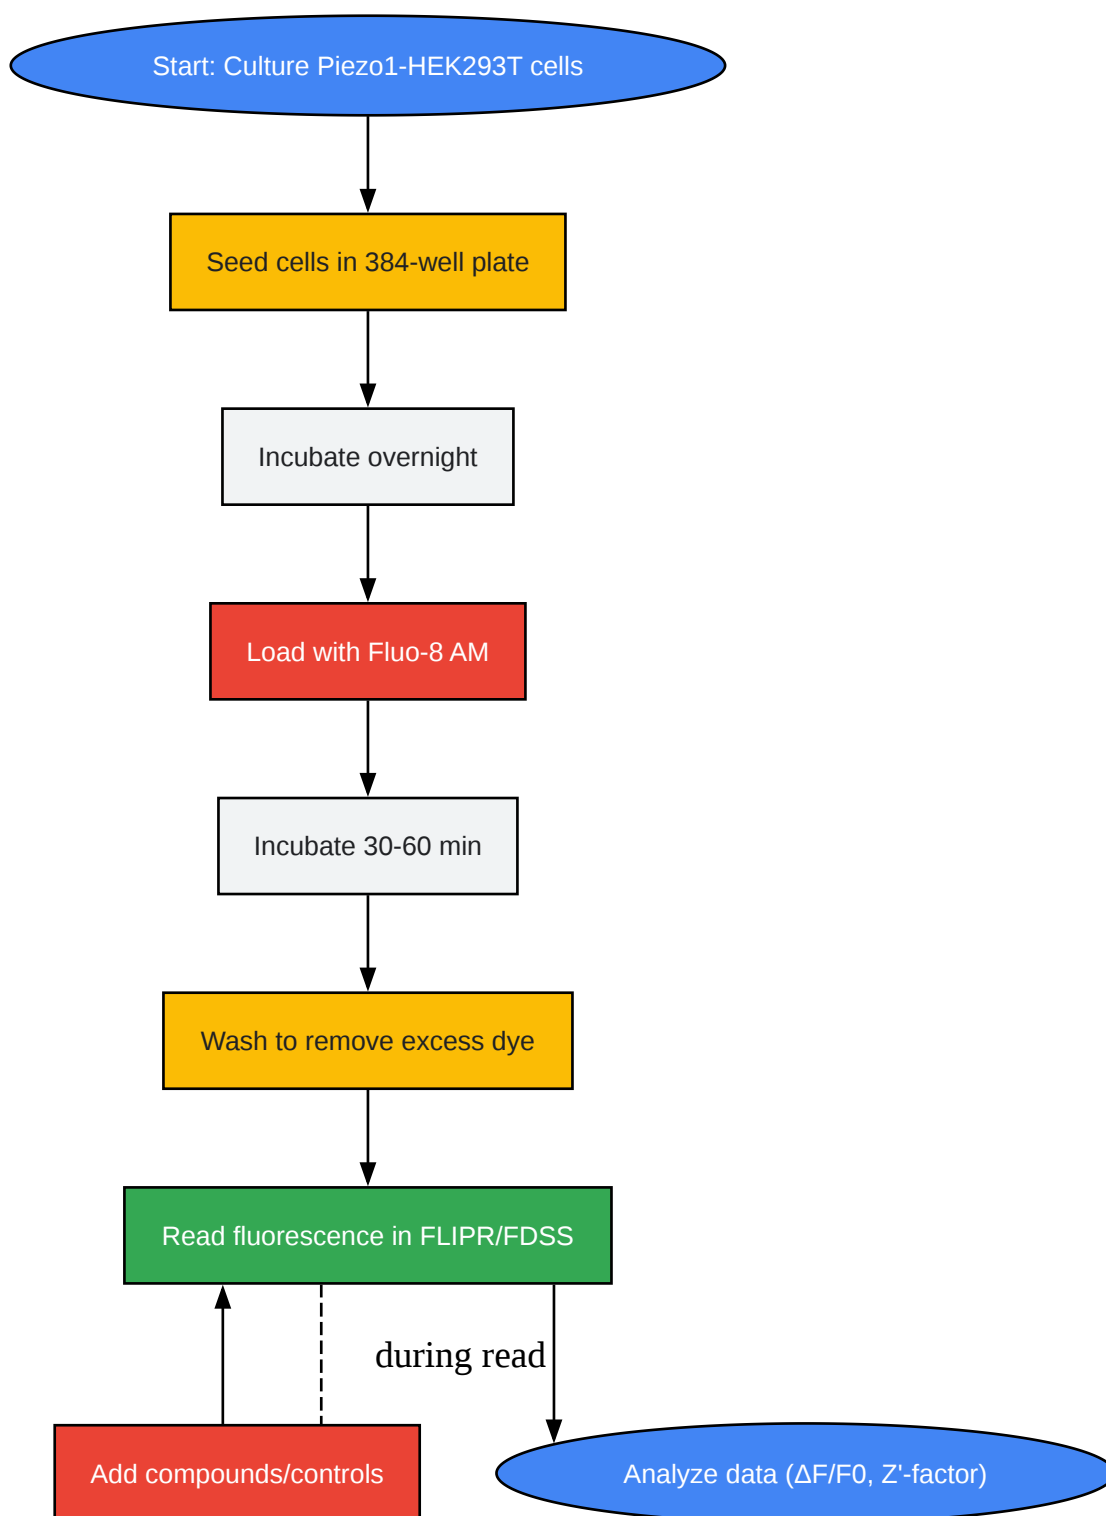 Start: Culture Piezo1-HEK293T cells
Seed cells in 384-well plate
Incubate overnight
Load with Fluo-8 AM
Incubate 30-60 min
Wash to remove excess dye
Read fluorescence in FLIPR/FDSS
during read
Add compounds/controls
Analyze data (ΔF/F0, Z'-factor)